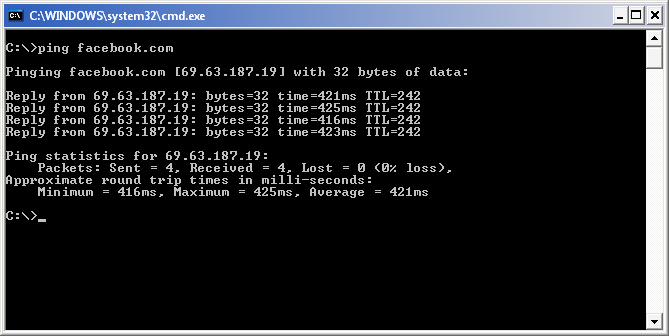 C:\WINDOWS\system32\cmd.exe
C:\>ping facebook.com
Pinging facebook.com [69.63.187.19] with 32 bytes of data:
Reply from 69.63.187.19: bytes=32 time=421ms TTL=242
Reply from 69.63.187.19: bytes=32 time=425ms TTL=242
Reply from 69.63.187.19: bytes=32 time=416ms TTL=242
Reply from 69.63.187.19: bytes=32 time=423ms TTL=242
Ping statistics for 69.63.187.19:
    Packets: Sent = 4, Received = 4, Lost = 0 (0% loss),
Approximate round trip times in milli-seconds:
    Minimum = 416ms, Maximum = 425ms, Average = 421ms
C:\>_